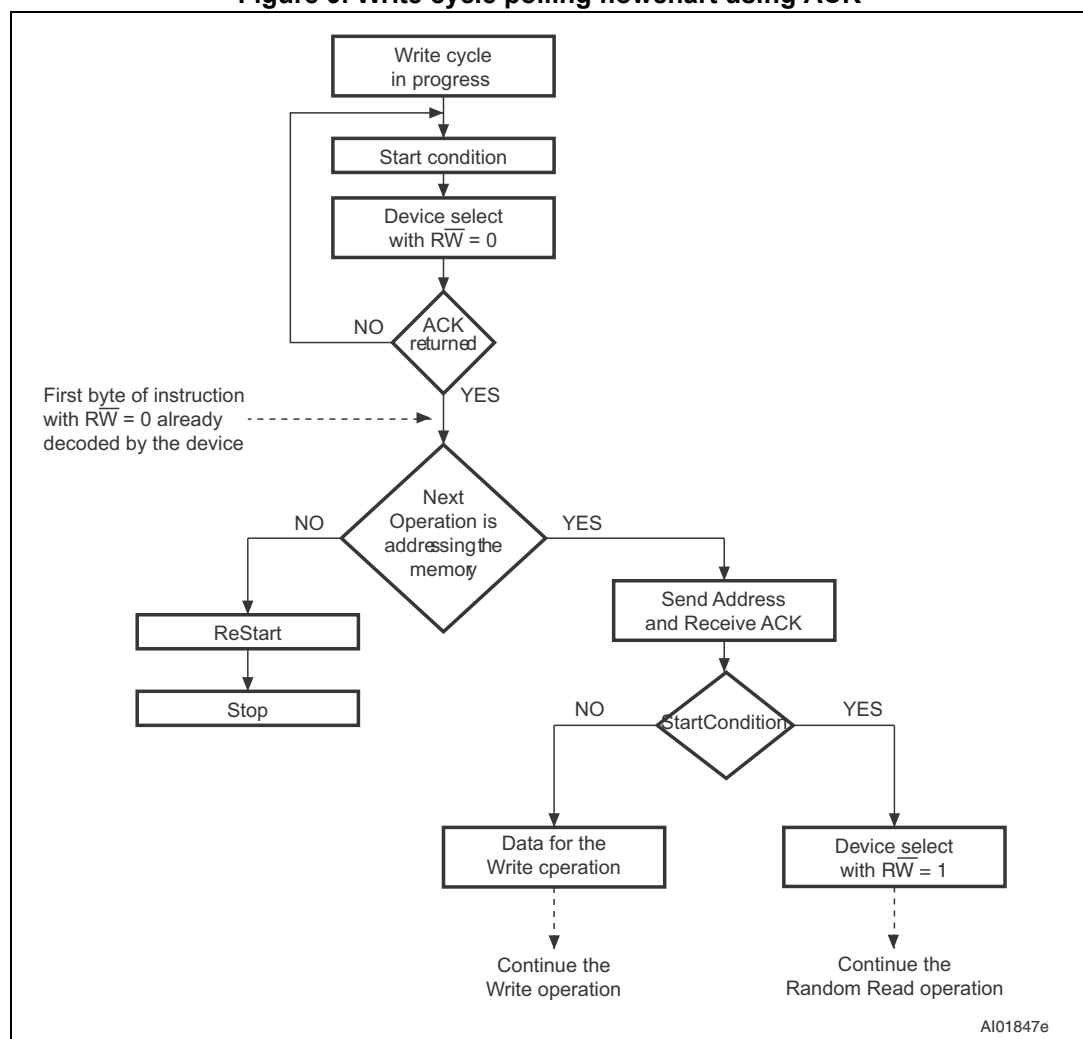 Figure 9. Write cycle polling flowchart using ACK
Write cycle
in progress
Start condition
Device select
with RW̅ = 0
NO
ACK
returned
YES
First byte of instruction
with RW̅ = 0 already
decoded by the device
Next
Operation is
addressing the
memory
NO
YES
ReStart
Stop
Send Address
and Receive ACK
StartCondition
NO
YES
Data for the
Write cperation
Device select
with RW̅ = 1
Continue the
Write operation
Continue the
Random Read operation
AI01847e